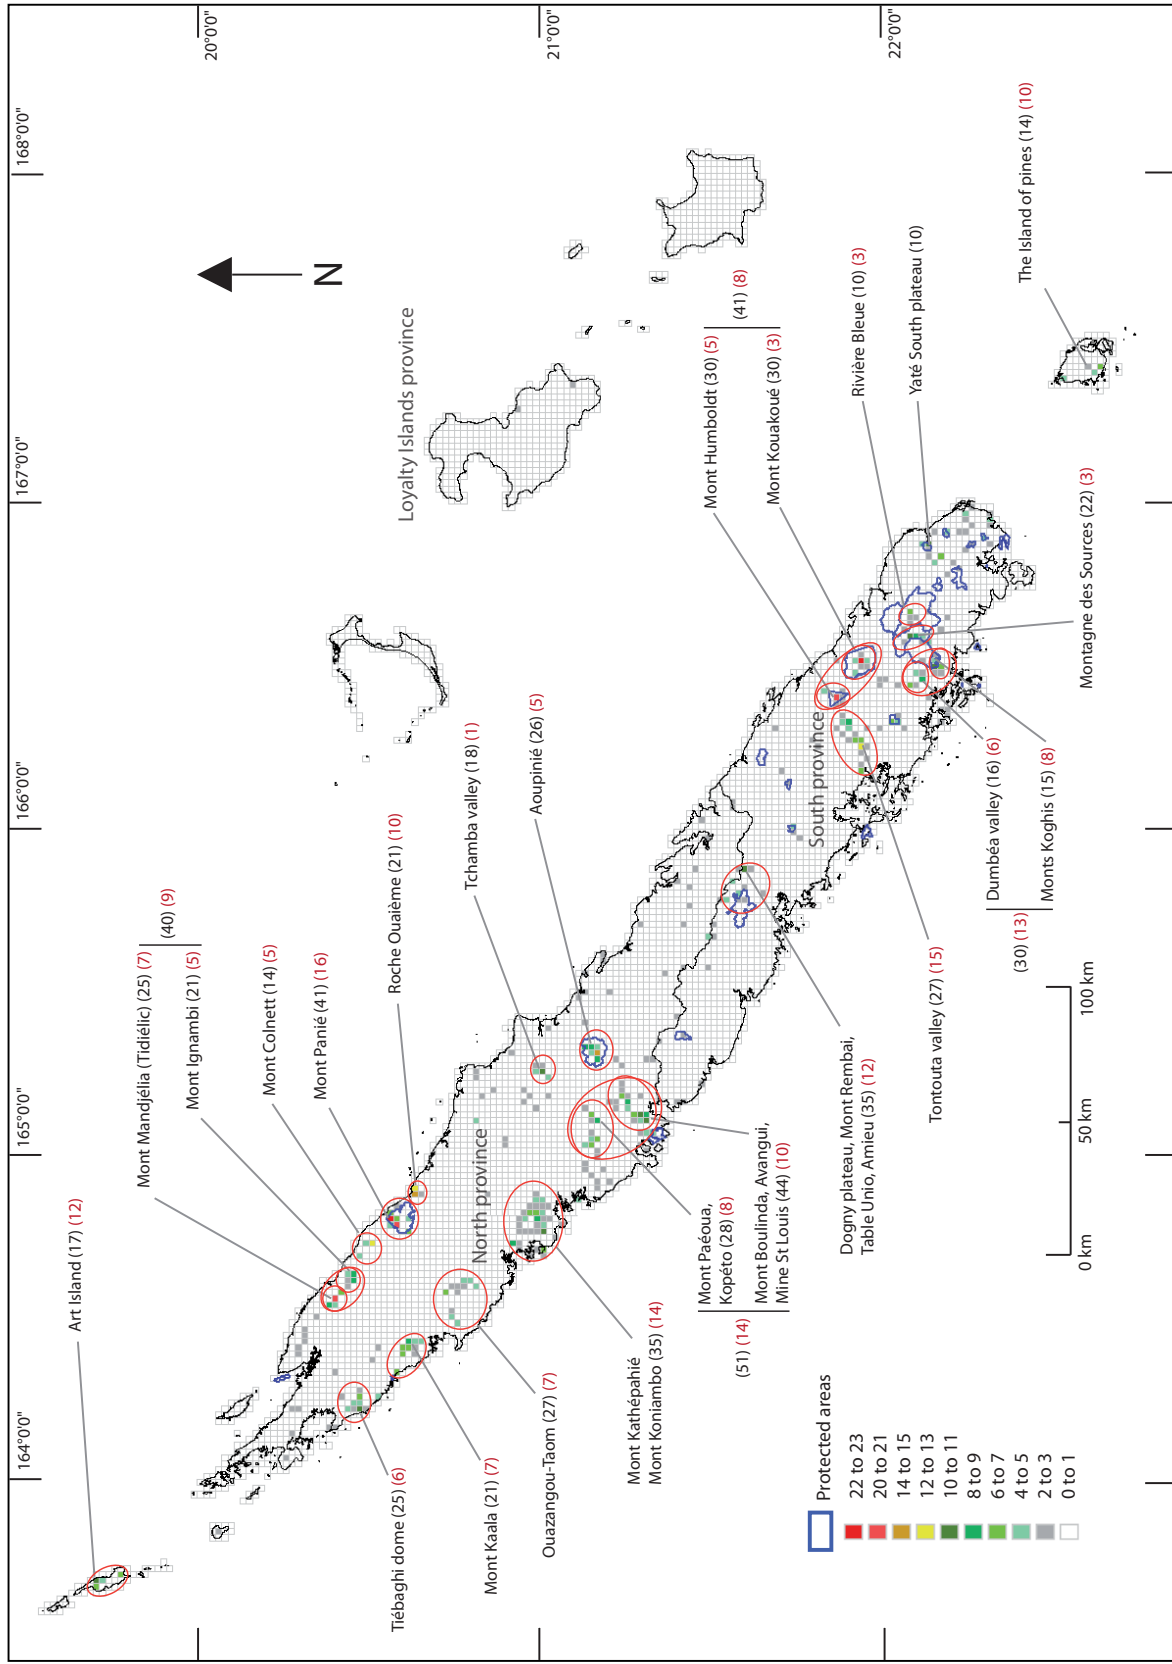 164°0'0"
165°0'0"
166°0'0"
167°0'0"
168°0'0"
20°0'0"
21°0'0"
22°0'0"
N
Art Island (17) (12)
Mont Mandjélia (Tidiélic) (25) (7)
Mont Ignambi (21) (5)
(40) (9)
Mont Colnett (14) (5)
Mont Panié (41) (16)
Roche Ouaième (21) (10)
Tchamba valley (18) (1)
Aoupinié (26) (5)
Loyalty Islands province
North province
South province
Mont Humboldt (30) (5)
Mont Kouakoué (30) (3)
(41) (8)
Rivière Bleue (10) (3)
Yaté South plateau (10)
The Island of pines (14) (10)
Montagne des Sources (22) (3)
Tiébaghi dome (25) (6)
Mont Kaala (21) (7)
Ouazangou-Taom (27) (7)
Mont Kathépahié
Mont Koniambo (35) (14)
Mont Paéoua,
Kopéto (28) (8)
Mont Boulinda, Avangui,
Mine St Louis (44) (10)
(51) (14)
Dogny plateau, Mont Rembai,
Table Unio, Amieu (35) (12)
Tontouta valley (27) (15)
Dumbéa valley (16) (6)
Monts Koghis (15) (8)
(30) (13)
Protected areas
22 to 23
20 to 21
14 to 15
12 to 13
10 to 11
8 to 9
6 to 7
4 to 5
2 to 3
0 to 1
0 km
50 km
100 km